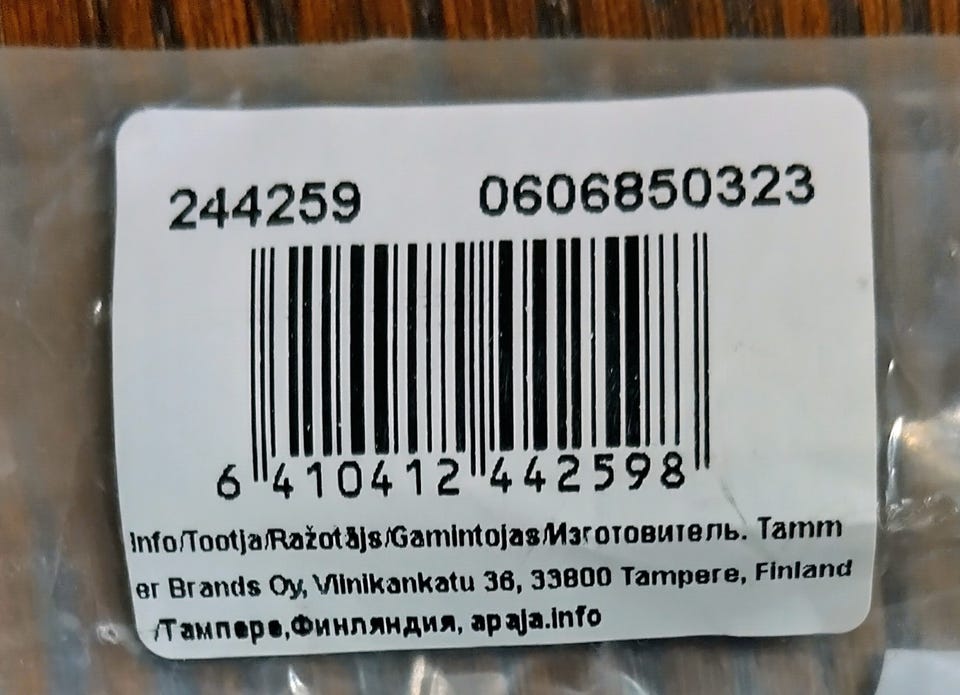 244259 0606850323
6 410412 442598
Info/Tootja/Ražotājs/Gamintojas/Изготовитель. Tamm
er Brands Oy, Viinikankatu 36, 33800 Tampere, Finland
/Тампере,Финляндия, apaja.info